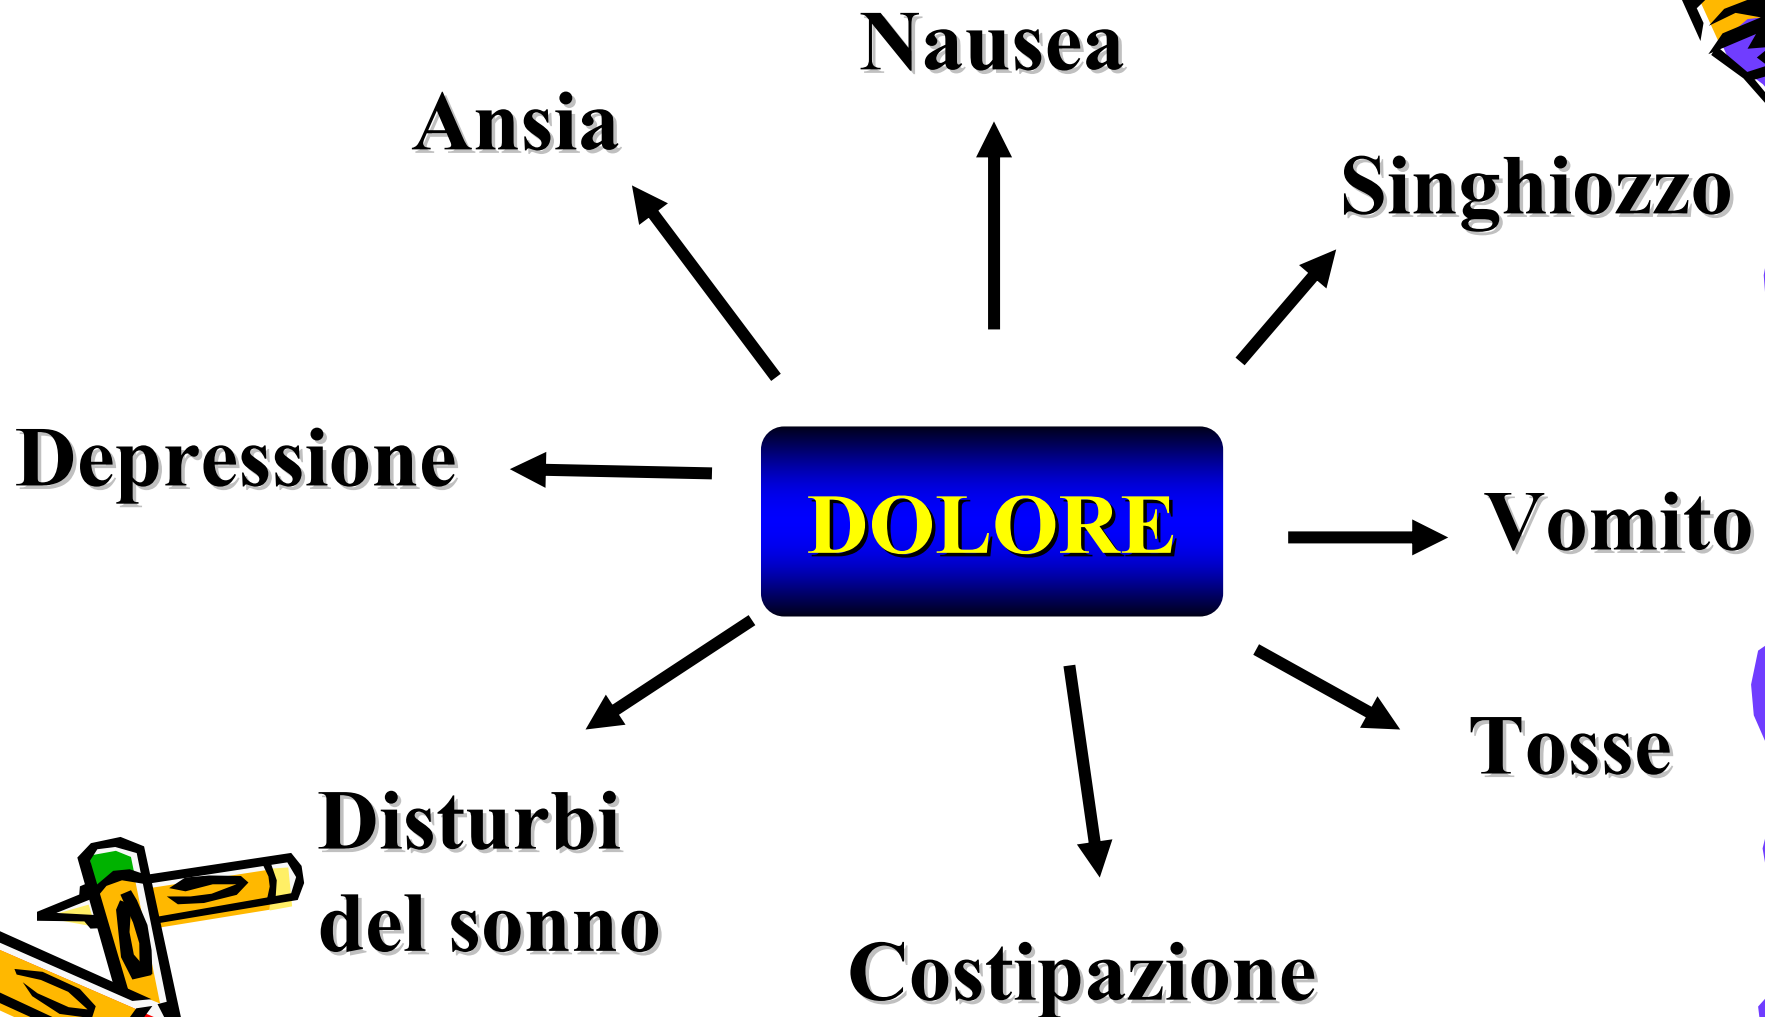 Nausea
Ansia
Singhiozzo
Depressione
DOLORE
Vomito
Tosse
Disturbi
del sonno
Costipazione